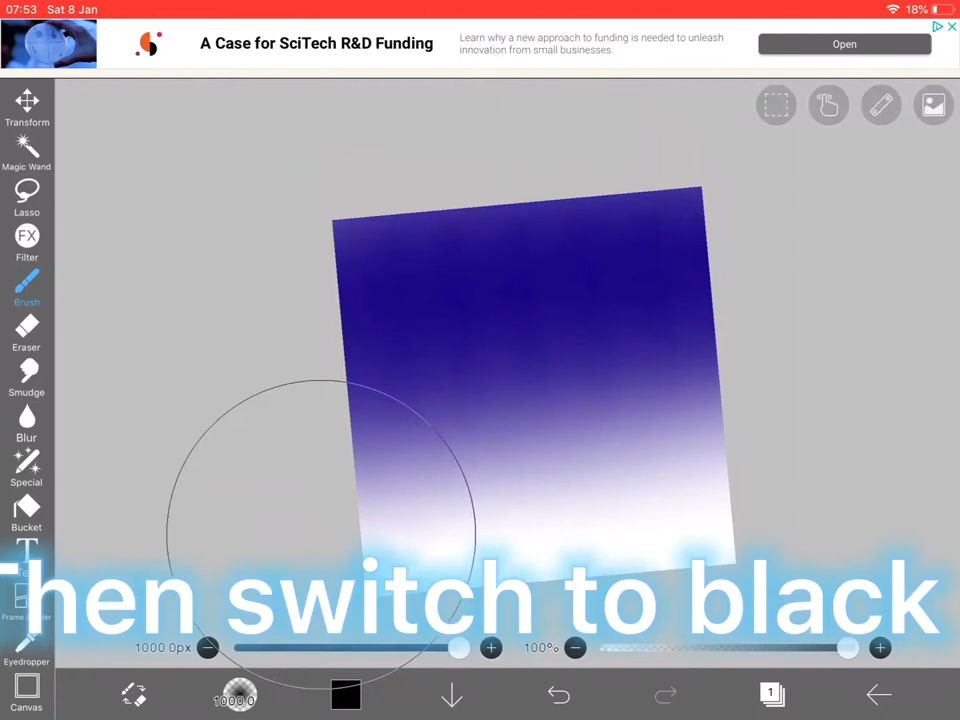 07:53 Sat 8 Jan
18%
A Case for SciTech R&D Funding
Learn why a new approach to funding is needed to unleash
innovation from small businesses.
Open
Transform
Magic Wand
Lasso
FX
Filter
Brush
Eraser
Smudge
Blur
Special
Bucket
T
Then switch to black
Eyedropper
1000.0px
100%
Canvas
1000.0
1